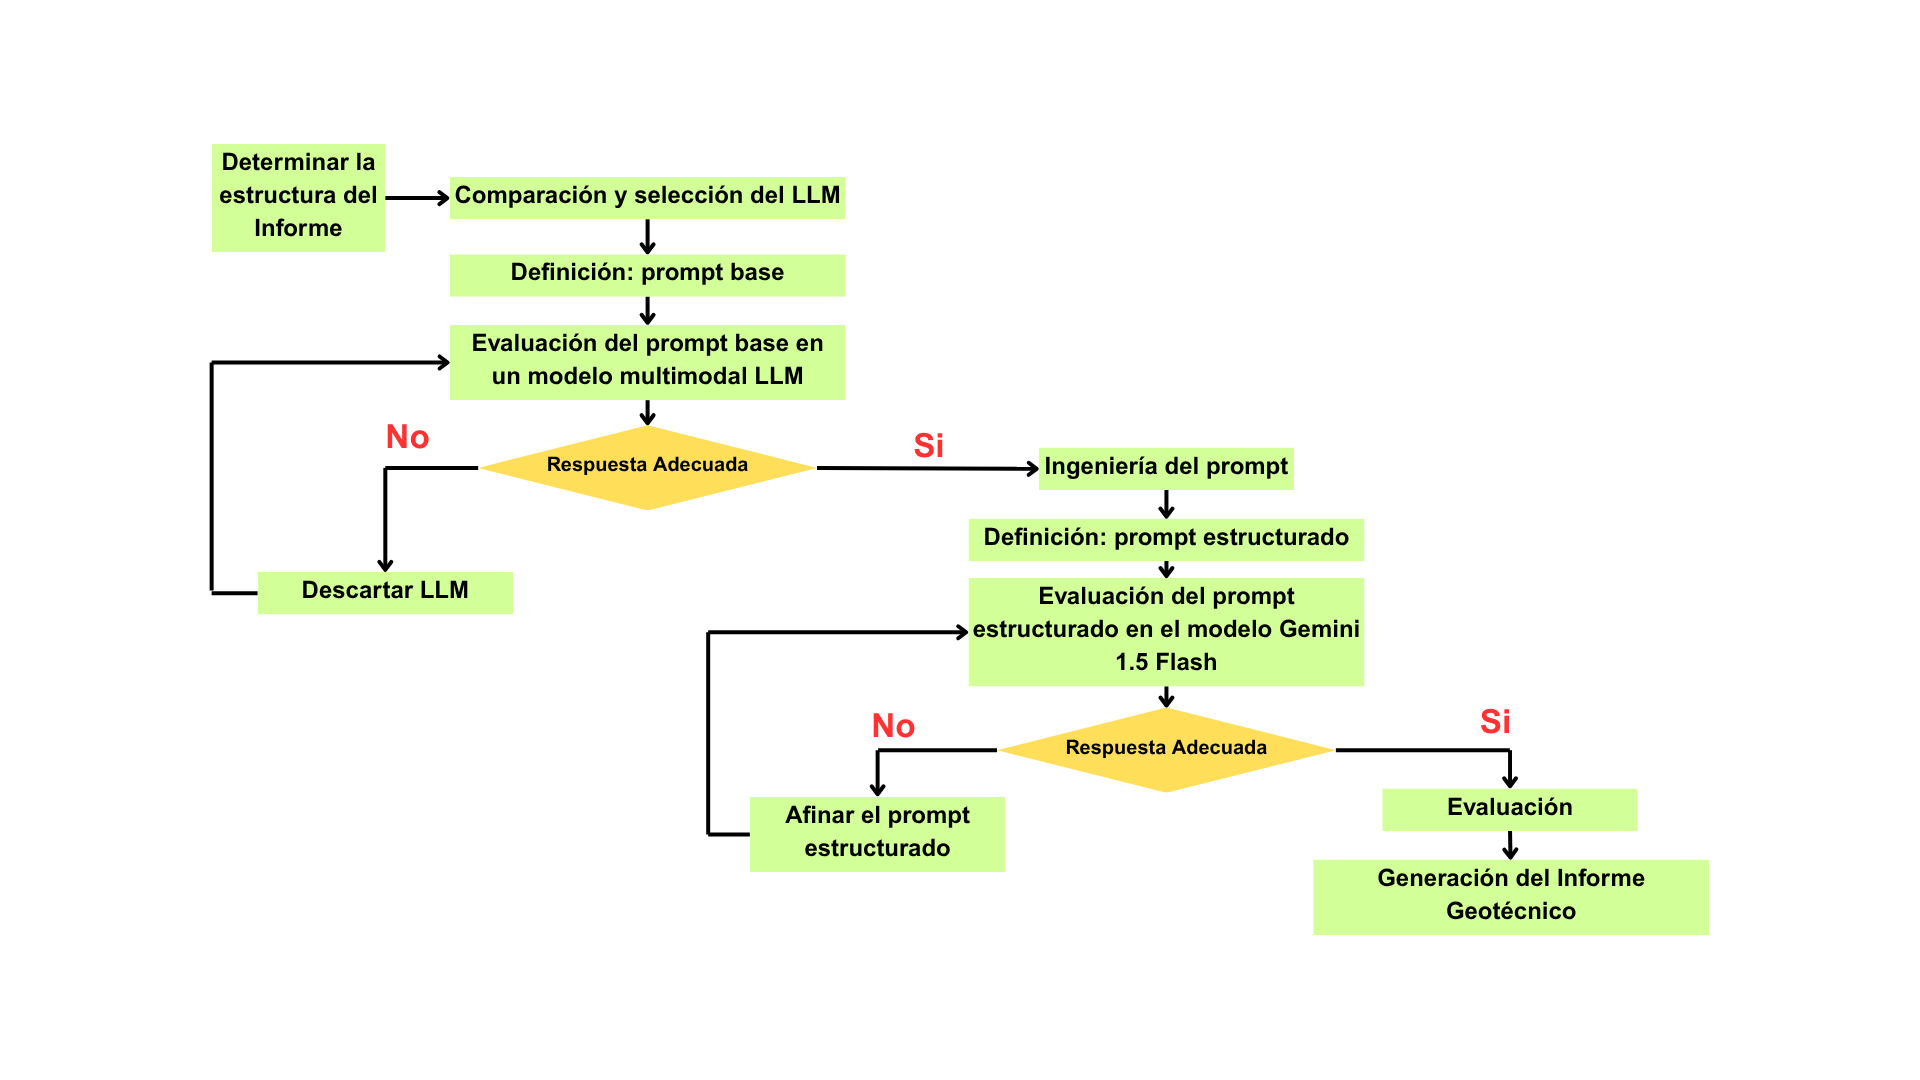 Determinar la
estructura del
Informe
Comparación y selección del LLM
Definición: prompt base
Evaluación del prompt base en
un modelo multimodal LLM
No
Respuesta Adecuada
Si
Descartar LLM
Ingeniería del prompt
Definición: prompt estructurado
Evaluación del prompt
estructurado en el modelo Gemini
1.5 Flash
No
Respuesta Adecuada
Si
Afinar el prompt
estructurado
Evaluación
Generación del Informe
Geotécnico